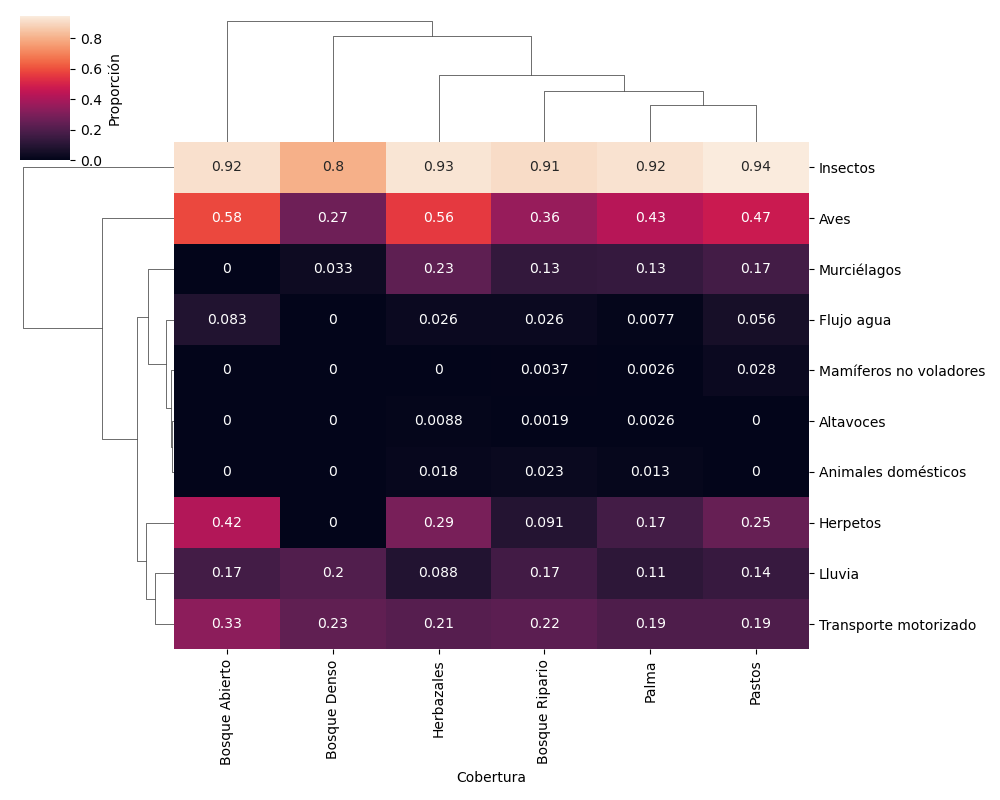 0.8
0.6
0.4
0.2
0.0
Proporción
0.92 0.8 0.93 0.91 0.92 0.94 Insectos
0.58 0.27 0.56 0.36 0.43 0.47 Aves
0 0.033 0.23 0.13 0.13 0.17 Murciélagos
0.083 0 0.026 0.026 0.0077 0.056 Flujo agua
0 0 0 0.0037 0.0026 0.028 Mamíferos no voladores
0 0 0.0088 0.0019 0.0026 0 Altavoces
0 0 0.018 0.023 0.013 0 Animales domésticos
0.42 0 0.29 0.091 0.17 0.25 Herpetos
0.17 0.2 0.088 0.17 0.11 0.14 Lluvia
0.33 0.23 0.21 0.22 0.19 0.19 Transporte motorizado
Bosque Abierto
Bosque Denso
Herbazales
Bosque Ripario
Palma
Pastos
Cobertura